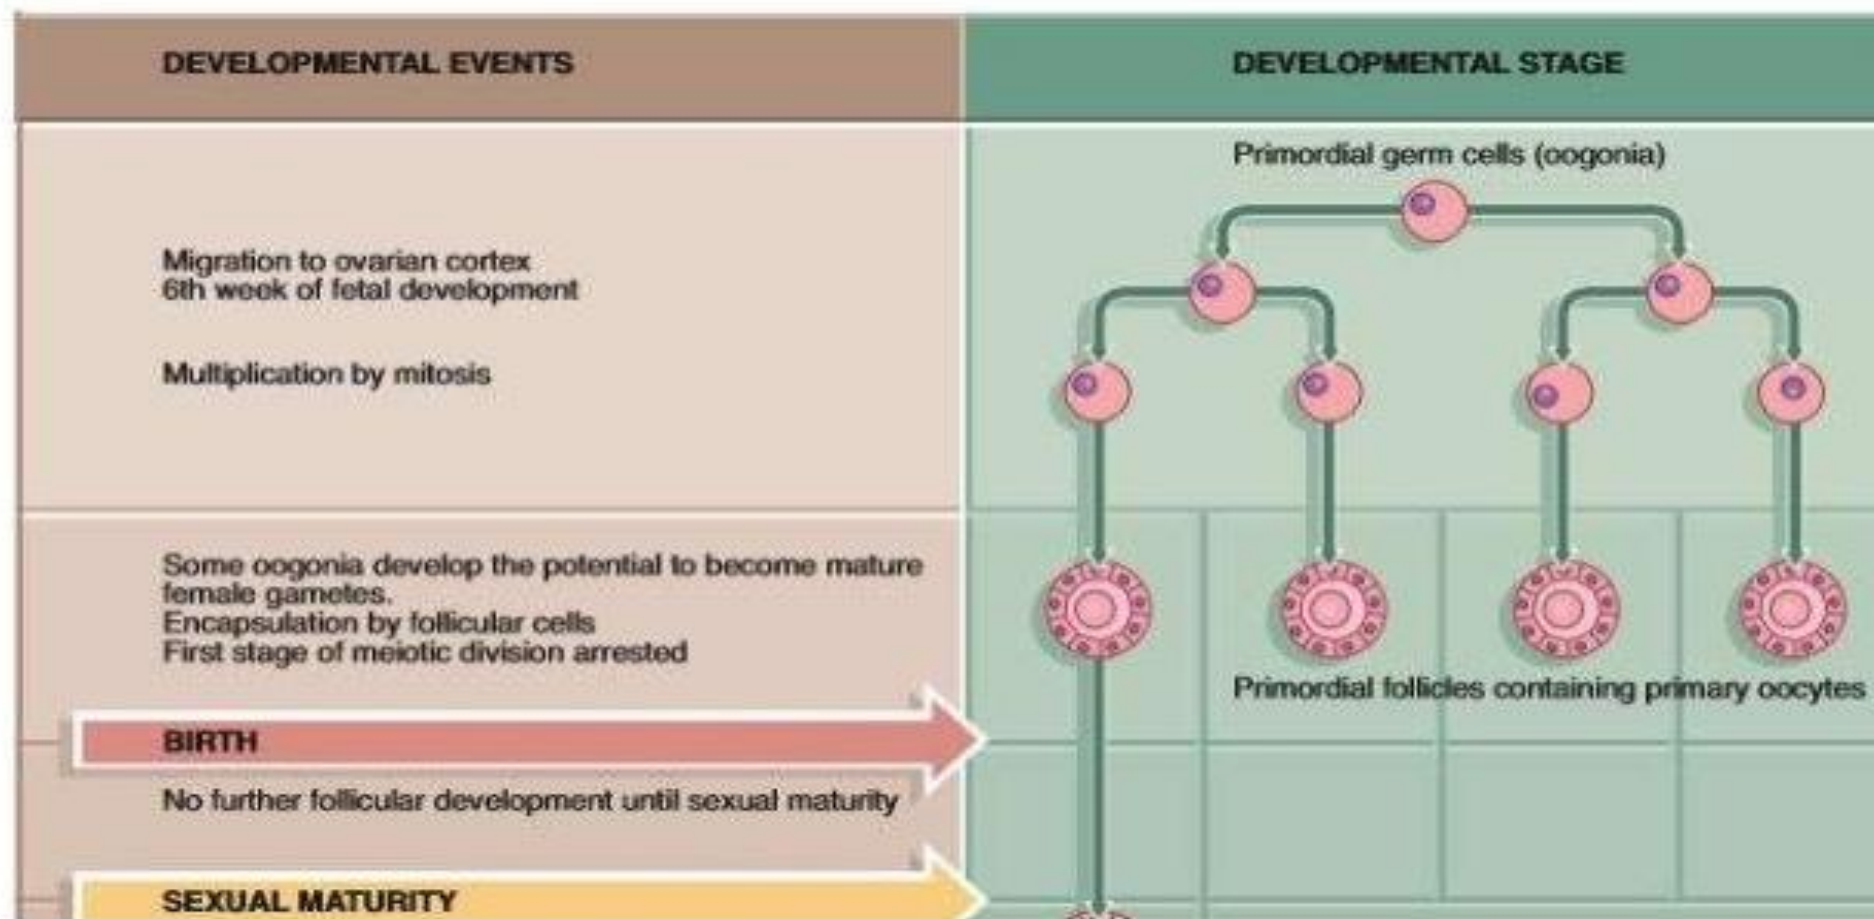 DEVELOPMENTAL EVENTS
DEVELOPMENTAL STAGE
Primordial germ cells (oogonia)
Migration to ovarian cortex
6th week of fetal development
Multiplication by mitosis
Some oogonia develop the potential to become mature
female gametes.
Encapsulation by follicular cells
First stage of meiotic division arrested
Primordial follicles containing primary oocytes
BIRTH
No further follicular development until sexual maturity
SEXUAL MATURITY